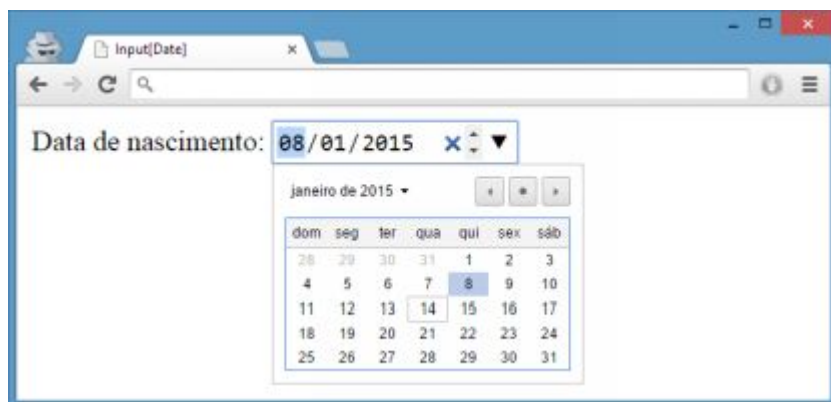 Input[Date]
Data de nascimento: 08/01/2015
janeiro de 2015
dom seg ter qua qui sex sáb
28 29 30 31 1 2 3
4 5 6 7 8 9 10
11 12 13 14 15 16 17
18 19 20 21 22 23 24
25 26 27 28 29 30 31